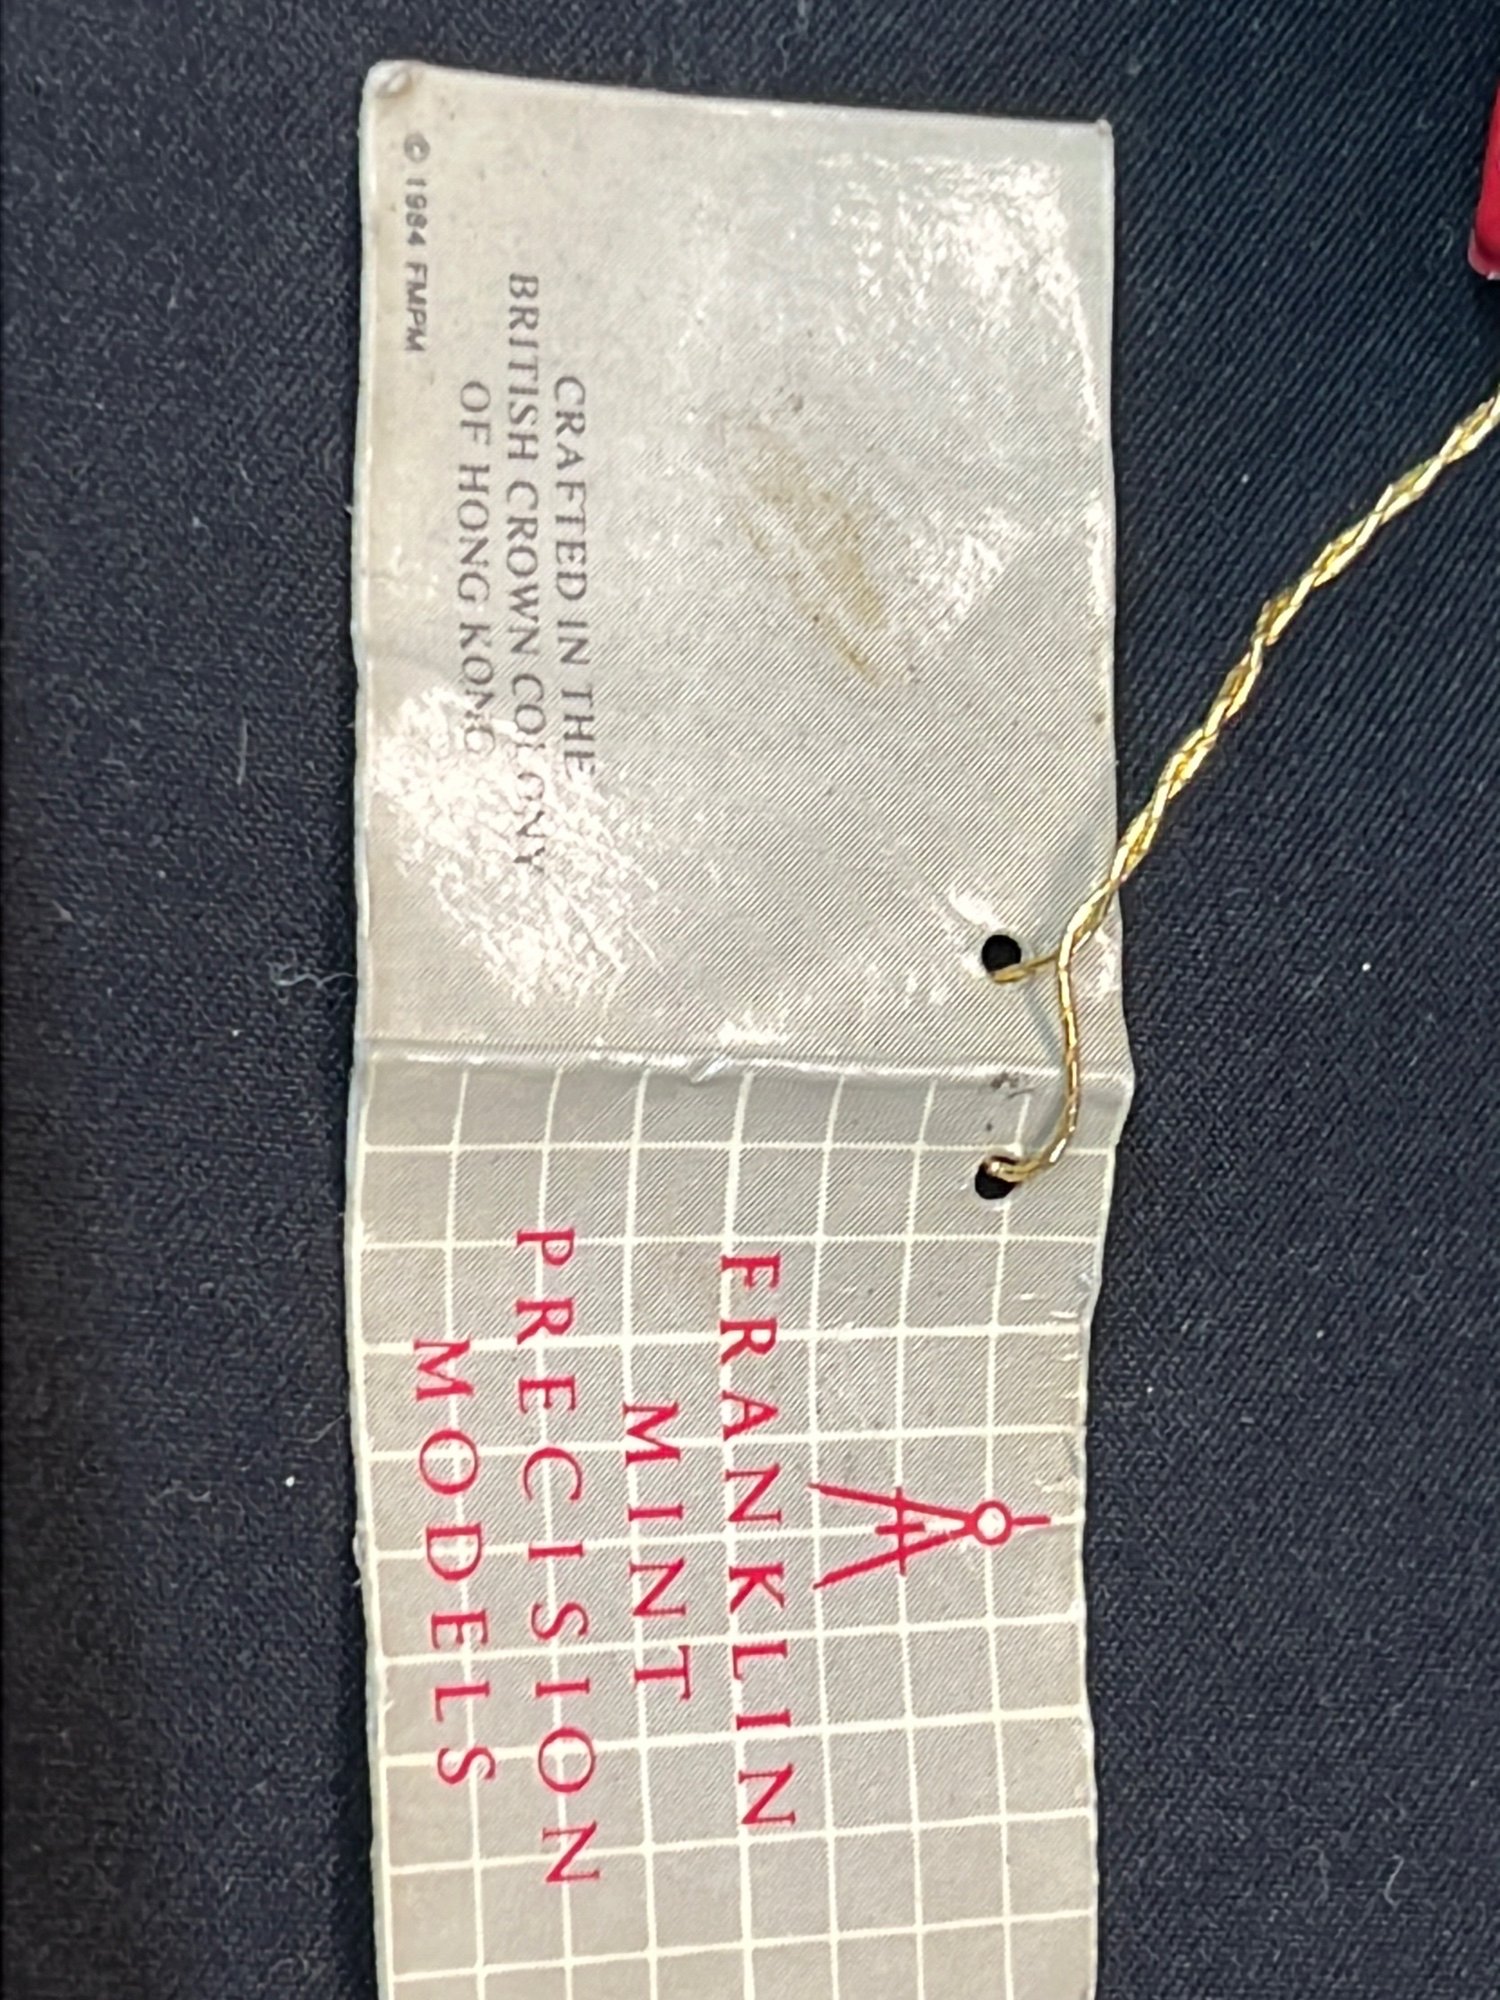 CRAFTED IN THE
BRITISH CROWN COLONY
OF HONG KONG
© 1984 FMPM
FRANKLIN
MINT
PRECISION
MODELS